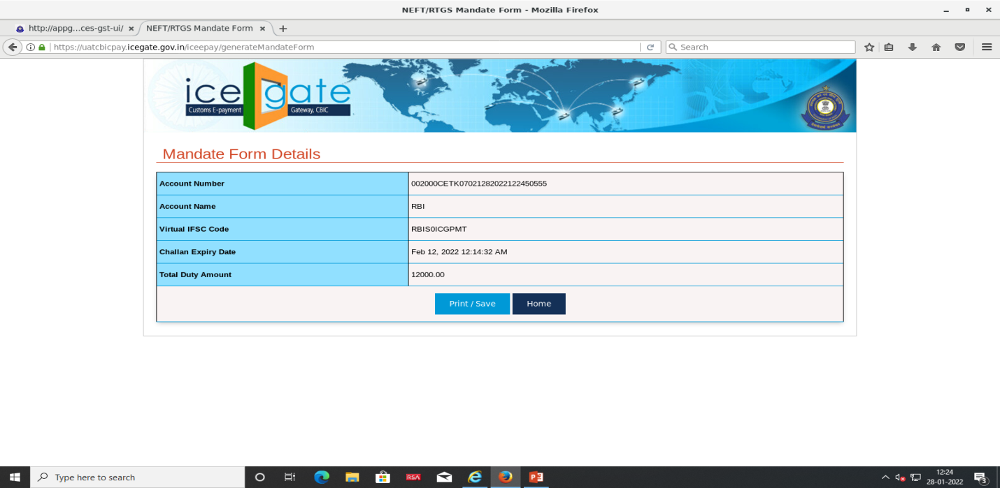 NEFT/RTGS Mandate Form - Mozilla Firefox
http://appg...ces-gst-ui/ NEFT/RTGS Mandate Form
https://uatcbicpay.icegate.gov.in/iceepay/generateMandateForm Search
ice gate
Customs E-payment Gateway, CBIC
Mandate Form Details
Account Number 002000CETK07021282022122450555
Account Name RBI
Virtual IFSC Code RBIS0ICGPMT
Challan Expiry Date Feb 12, 2022 12:14:32 AM
Total Duty Amount 12000.00
Print / Save Home
Type here to search RSA 12:24
28-01-2022 3